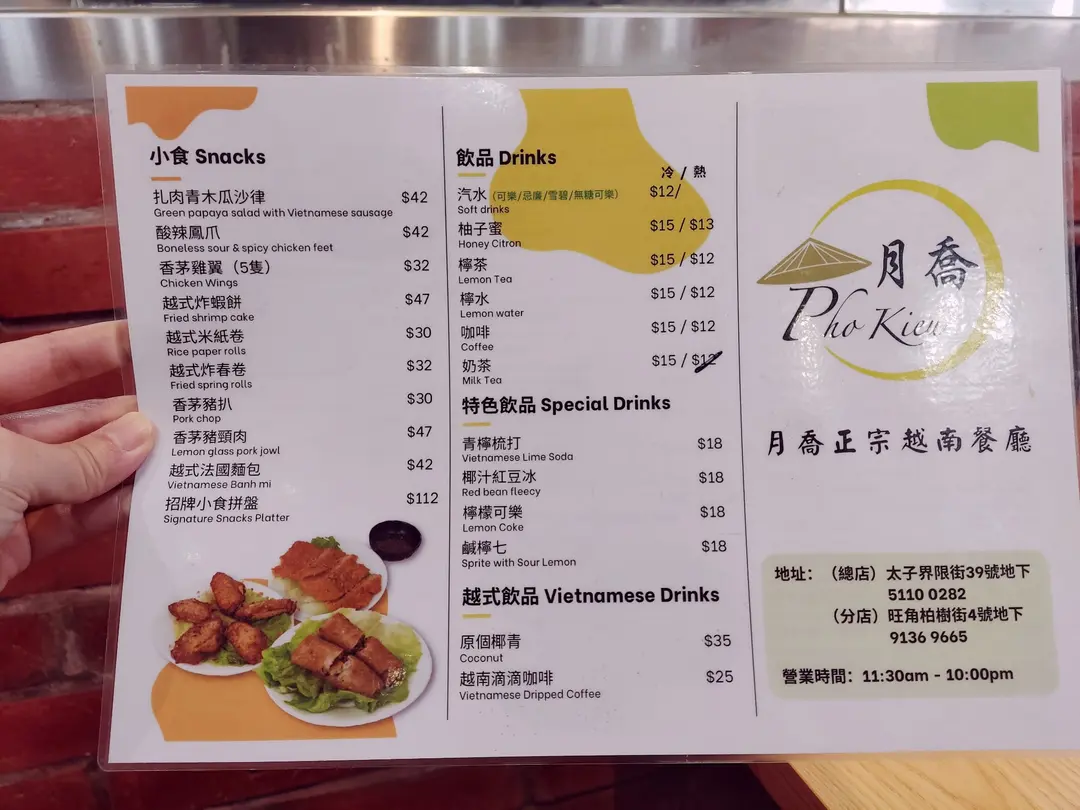 小食 Snacks
扎肉青木瓜沙律 $42
Green papaya salad with Vietnamese sausage
酸辣鳳爪 $42
Boneless sour & spicy chicken feet
香茅雞翼（5隻） $32
Chicken Wings
越式炸蝦餅 $47
Fried shrimp cake
越式米紙卷 $30
Rice paper rolls
越式炸春卷 $32
Fried spring rolls
香茅豬扒 $30
Pork chop
香茅豬頸肉 $47
Lemon glass pork jowl
越式法國麵包 $42
Vietnamese Banh mi
招牌小食拼盤 $112
Signature Snacks Platter
飲品 Drinks
冷 / 熱
汽水（可樂/忌廉/雪碧/無糖可樂） $12/
Soft drinks
柚子蜜 $15 / $13
Honey Citron
檸茶 $15 / $12
Lemon Tea
檸水 $15 / $12
Lemon water
咖啡 $15 / $12
Coffee
奶茶 $15 / $12
Milk Tea
特色飲品 Special Drinks
青檸梳打 $18
Vietnamese Lime Soda
椰汁紅豆冰 $18
Red bean fleecy
檸檬可樂 $18
Lemon Coke
鹹檸七 $18
Sprite with Sour Lemon
越式飲品 Vietnamese Drinks
原個椰青 $35
Coconut
越南滴滴咖啡 $25
Vietnamese Dripped Coffee
月喬
Pho Kieu
月喬正宗越南餐廳
地址：（總店）太子界限街39號地下
5110 0282
（分店）旺角柏樹街4號地下
9136 9665
營業時間：11:30am - 10:00pm